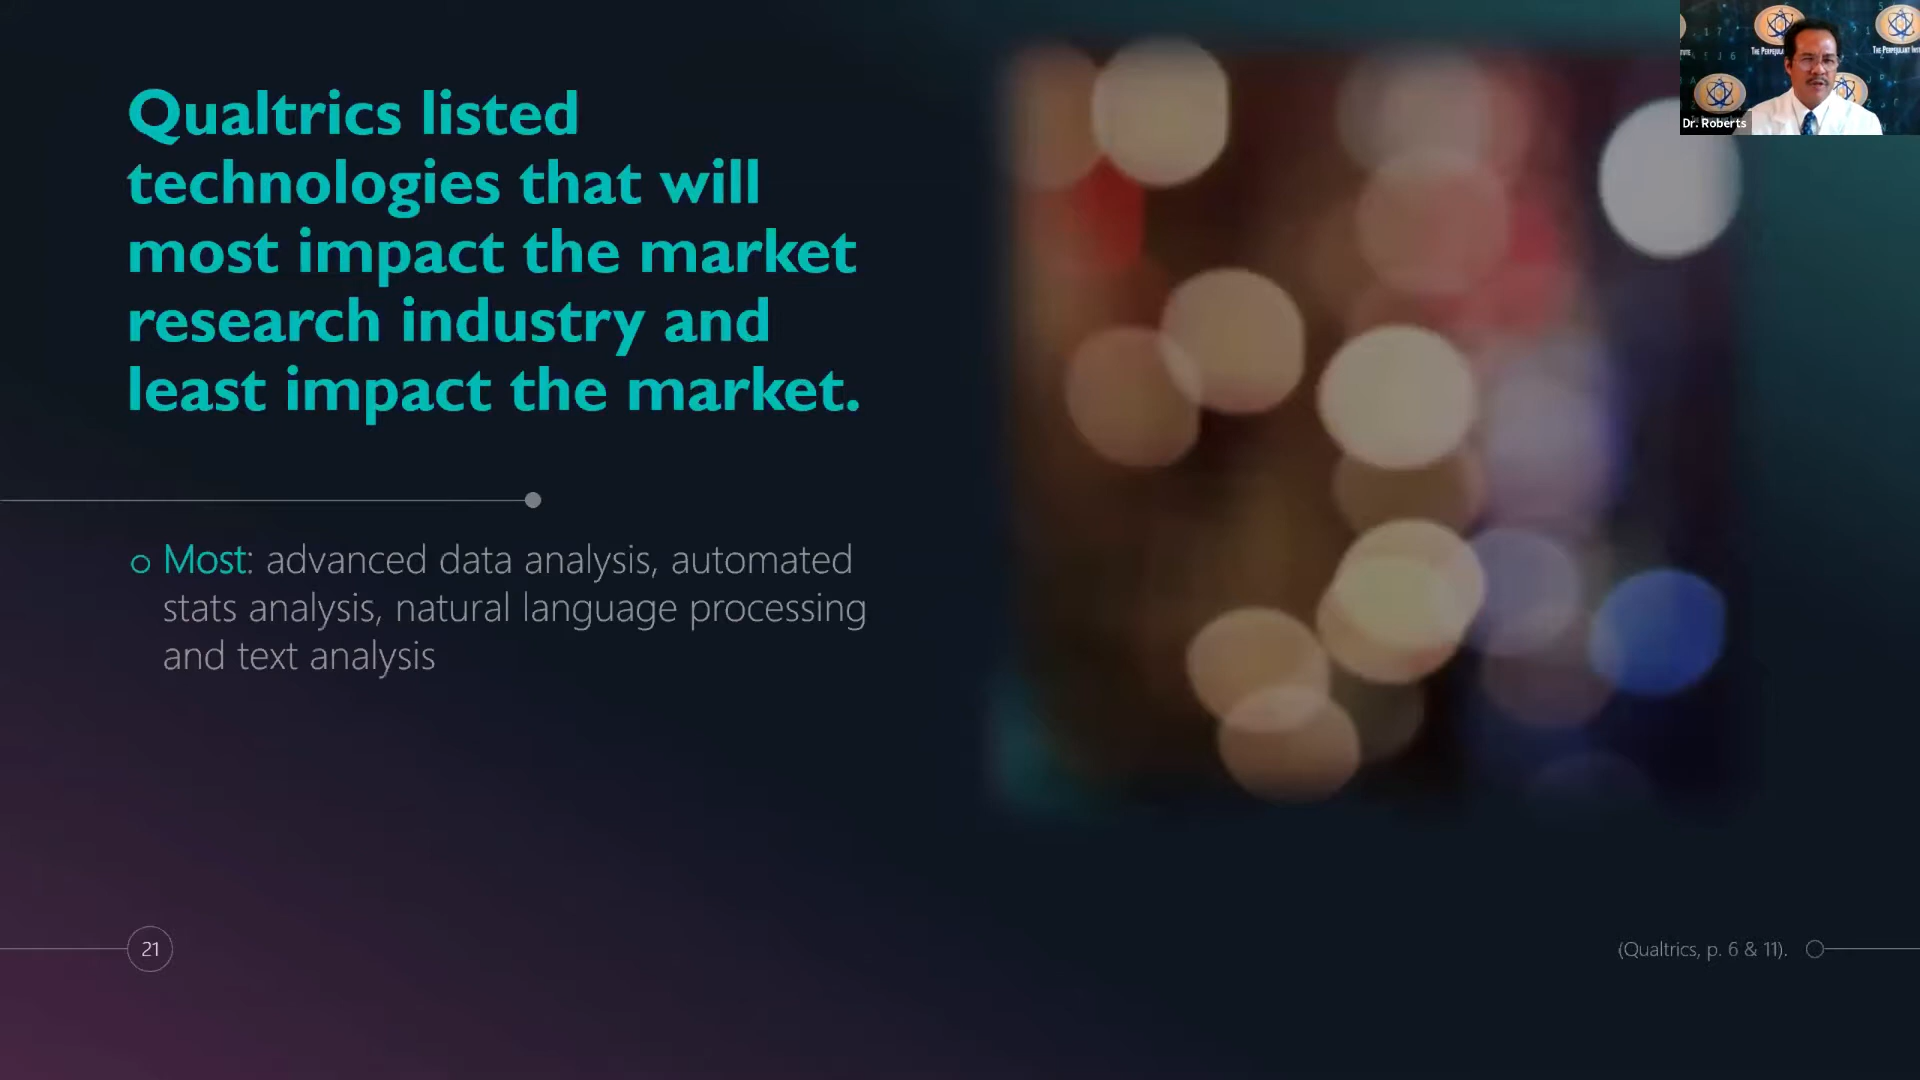 Qualtrics listed
technologies that will
most impact the market
research industry and
least impact the market.
Most: advanced data analysis, automated
stats analysis, natural language processing
and text analysis
21
(Qualtrics, p. 6 & 11).
Dr. Roberts